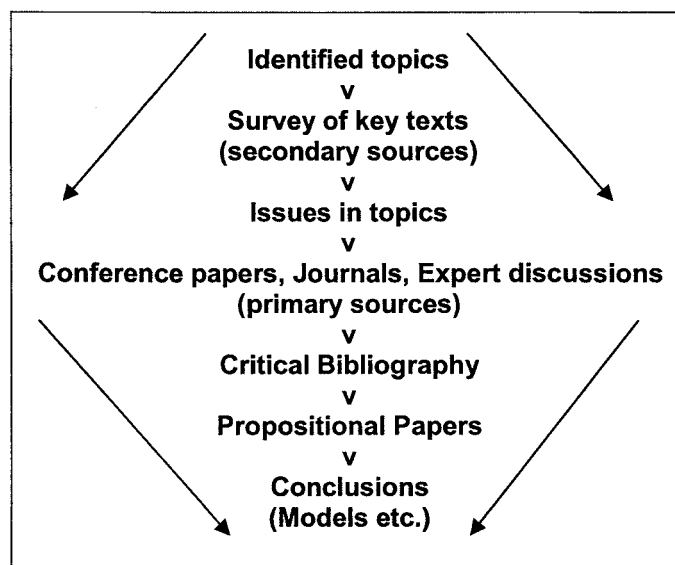 Identified topics
v
Survey of key texts
(secondary sources)
v
Issues in topics
v
Conference papers, Journals, Expert discussions
(primary sources)
v
Critical Bibliography
v
Propositional Papers
v
Conclusions
(Models etc.)